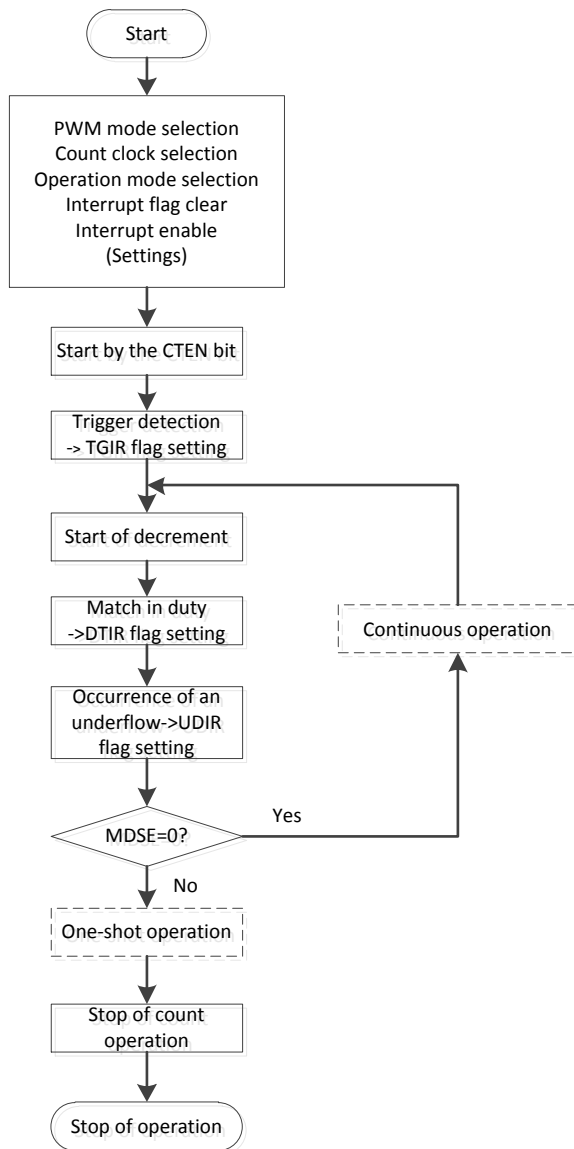 Start
PWM mode selection
Count clock selection
Operation mode selection
Interrupt flag clear
Interrupt enable
(Settings)
Start by the CTEN bit
Trigger detection
-> TGIR flag setting
Start of decrement
Match in duty
->DTIR flag setting
Continuous operation
Occurrence of an
underflow->UDIR
flag setting
MDSE=0?
Yes
No
One-shot operation
Stop of count
operation
Stop of operation